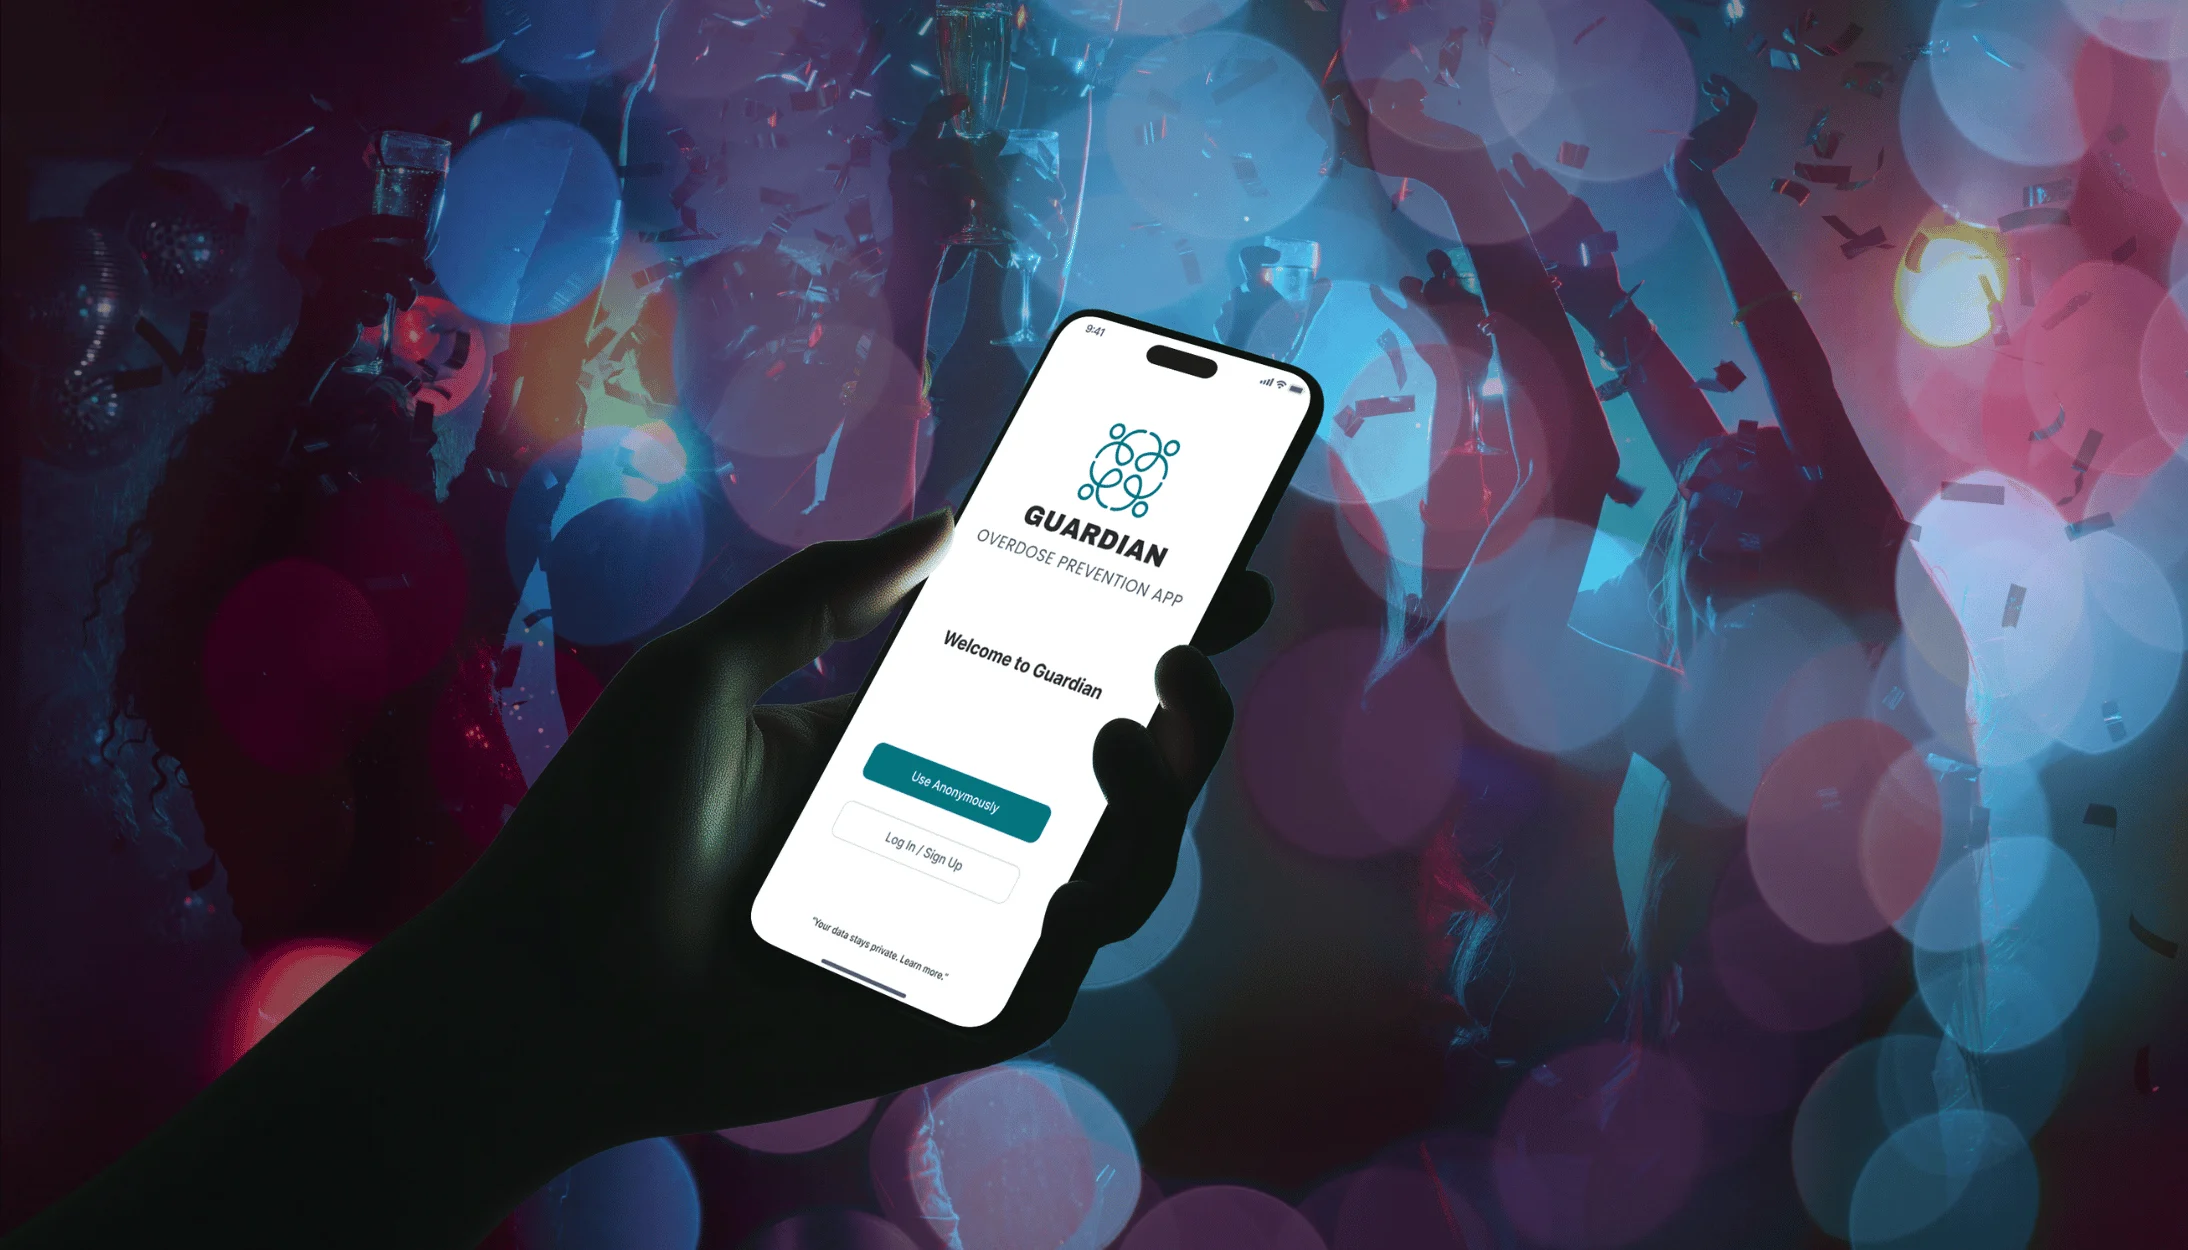 9:41
GUARDIAN
OVERDOSE PREVENTION APP
Welcome to Guardian
Use Anonymously
Log In / Sign Up
"Your data stays private. Learn more."